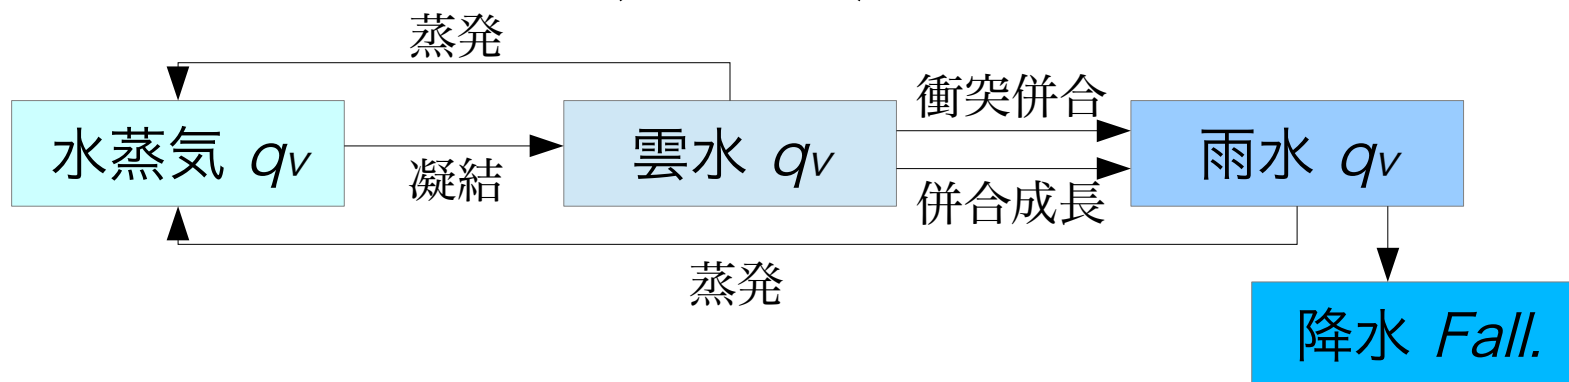 蒸発
衝突併合
水蒸気 qv
雲水 qv
雨水 qv
凝結
併合成長
蒸発
降水 Fall.